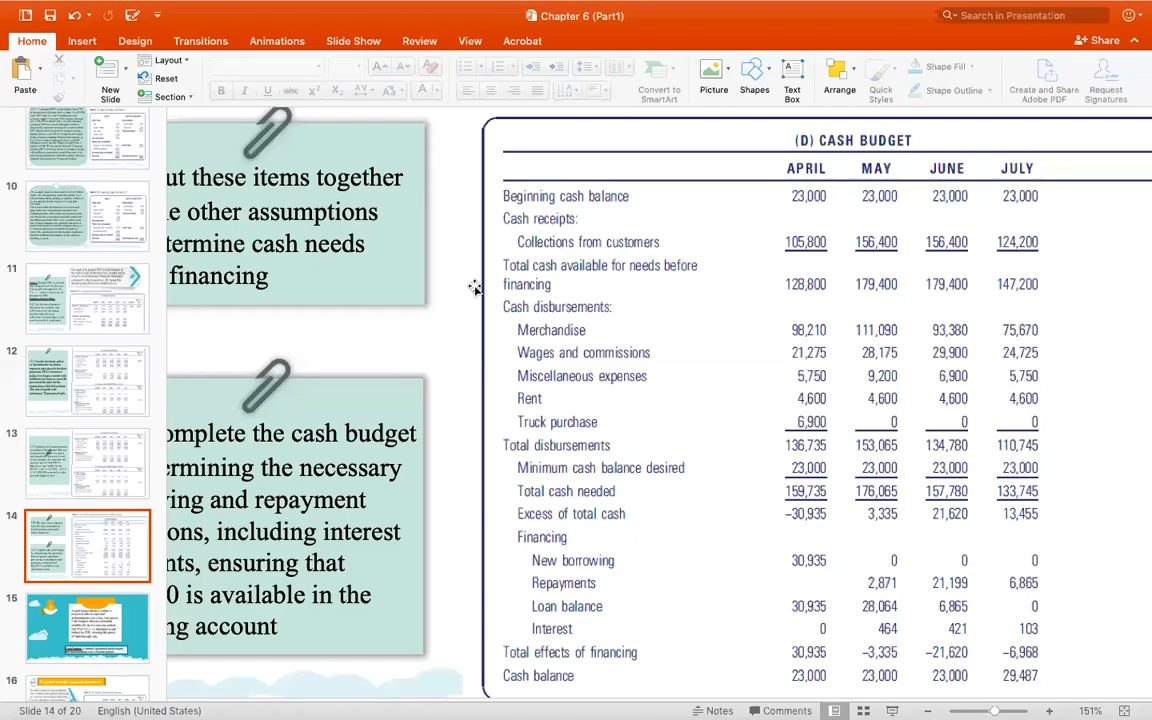 Chapter 6 (Part1)
Search in Presentation
Home Insert Design Transitions Animations Slide Show Review View Acrobat
Share
Paste
New Slide
Layout
Reset
Section
B I U abc X² X₂ AV Aa A
Convert to SmartArt
Picture
Shapes
Text Box
Arrange
Quick Styles
Shape Fill
Shape Outline
Create and Share Adobe PDF
Request Signatures
10
11
12
13
14
15
16
ut these items together
e other assumptions
termine cash needs
financing
omplete the cash budget
ermining the necessary
ving and repayment
ons, including interest
nts, ensuring that
0 is available in the
ng account
(D) CASH BUDGET
APRIL MAY JUNE JULY
Beginning cash balance 23,000 23,000 23,000 23,000
Cash receipts:
Collections from customers 105,800 156,400 156,400 124,200
Total cash available for needs before
financing 128,800 179,400 179,400 147,200
Cash disbursements:
Merchandise 98,210 111,090 93,380 75,670
Wages and commissions 21,275 28,175 29,900 24,725
Miscellaneous expenses 5,750 9,200 6,900 5,750
Rent 4,600 4,600 4,600 4,600
Truck purchase 6,900 0 0 0
Total disbursements 136,735 153,065 134,780 110,745
Minimum cash balance desired 23,000 23,000 23,000 23,000
Total cash needed 159,735 176,065 157,780 133,745
Excess of total cash –30,935 3,335 21,620 13,455
Financing
New borrowing 30,935 0 0 0
Repayments 2,871 21,199 6,865
Loan balance 30,935 28,064 6,865 0
Interest 0 464 421 103
Total effects of financing 30,935 –3,335 –21,620 –6,968
Cash balance 23,000 23,000 23,000 29,487
Slide 14 of 20 English (United States) Notes Comments 151%